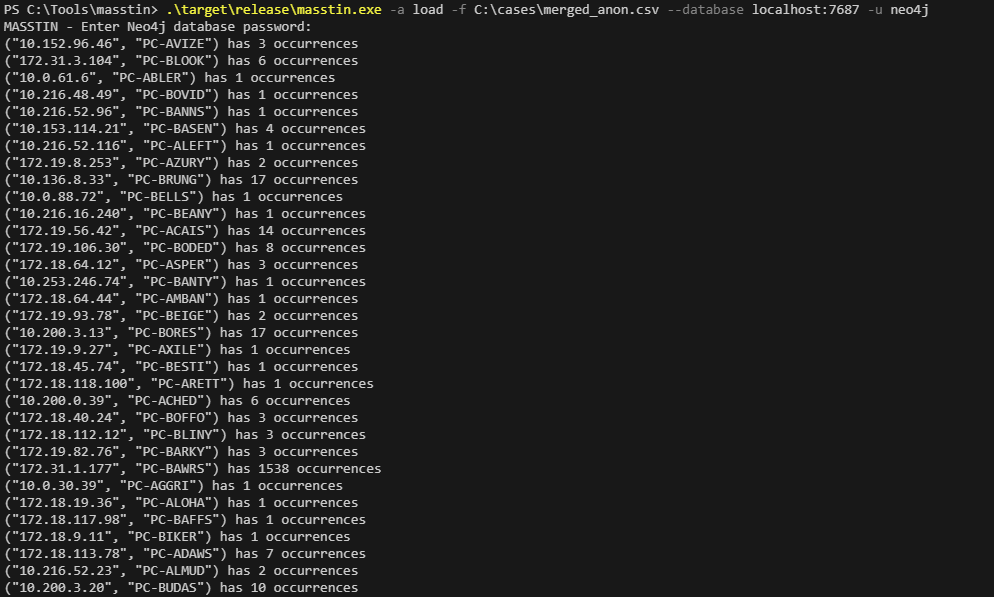 PS C:\Tools\masstin> .\target\release\masstin.exe -a load -f C:\cases\merged_anon.csv --database localhost:7687 -u neo4j
MASSTIN - Enter Neo4j database password:
("10.152.96.46", "PC-AVIZE") has 3 occurrences
("172.31.3.104", "PC-BLOOK") has 6 occurrences
("10.0.61.6", "PC-ABLER") has 1 occurrences
("10.216.48.49", "PC-BOVID") has 1 occurrences
("10.216.52.96", "PC-BANNS") has 1 occurrences
("10.153.114.21", "PC-BASEN") has 4 occurrences
("10.216.52.116", "PC-ALEFT") has 1 occurrences
("172.19.8.253", "PC-AZURY") has 2 occurrences
("10.136.8.33", "PC-BRUNG") has 17 occurrences
("10.0.88.72", "PC-BELLS") has 1 occurrences
("10.216.16.240", "PC-BEANY") has 1 occurrences
("172.19.56.42", "PC-ACAIS") has 14 occurrences
("172.19.106.30", "PC-BODED") has 8 occurrences
("172.18.64.12", "PC-ASPER") has 3 occurrences
("10.253.246.74", "PC-BANTY") has 1 occurrences
("172.18.64.44", "PC-AMBAN") has 1 occurrences
("172.19.93.78", "PC-BEIGE") has 2 occurrences
("10.200.3.13", "PC-BORES") has 17 occurrences
("172.19.9.27", "PC-AXILE") has 1 occurrences
("172.18.45.74", "PC-BESTI") has 1 occurrences
("172.18.118.100", "PC-ARETT") has 1 occurrences
("10.200.0.39", "PC-ACHED") has 6 occurrences
("172.18.40.24", "PC-BOFFO") has 3 occurrences
("172.18.112.12", "PC-BLINY") has 3 occurrences
("172.19.82.76", "PC-BARKY") has 3 occurrences
("172.31.1.177", "PC-BAWRS") has 1538 occurrences
("10.0.30.39", "PC-AGGRI") has 1 occurrences
("172.18.19.36", "PC-ALOHA") has 1 occurrences
("172.18.117.98", "PC-BAFFS") has 1 occurrences
("172.18.9.11", "PC-BIKER") has 1 occurrences
("172.18.113.78", "PC-ADAWS") has 7 occurrences
("10.216.52.23", "PC-ALMUD") has 2 occurrences
("10.200.3.20", "PC-BUDAS") has 10 occurrences